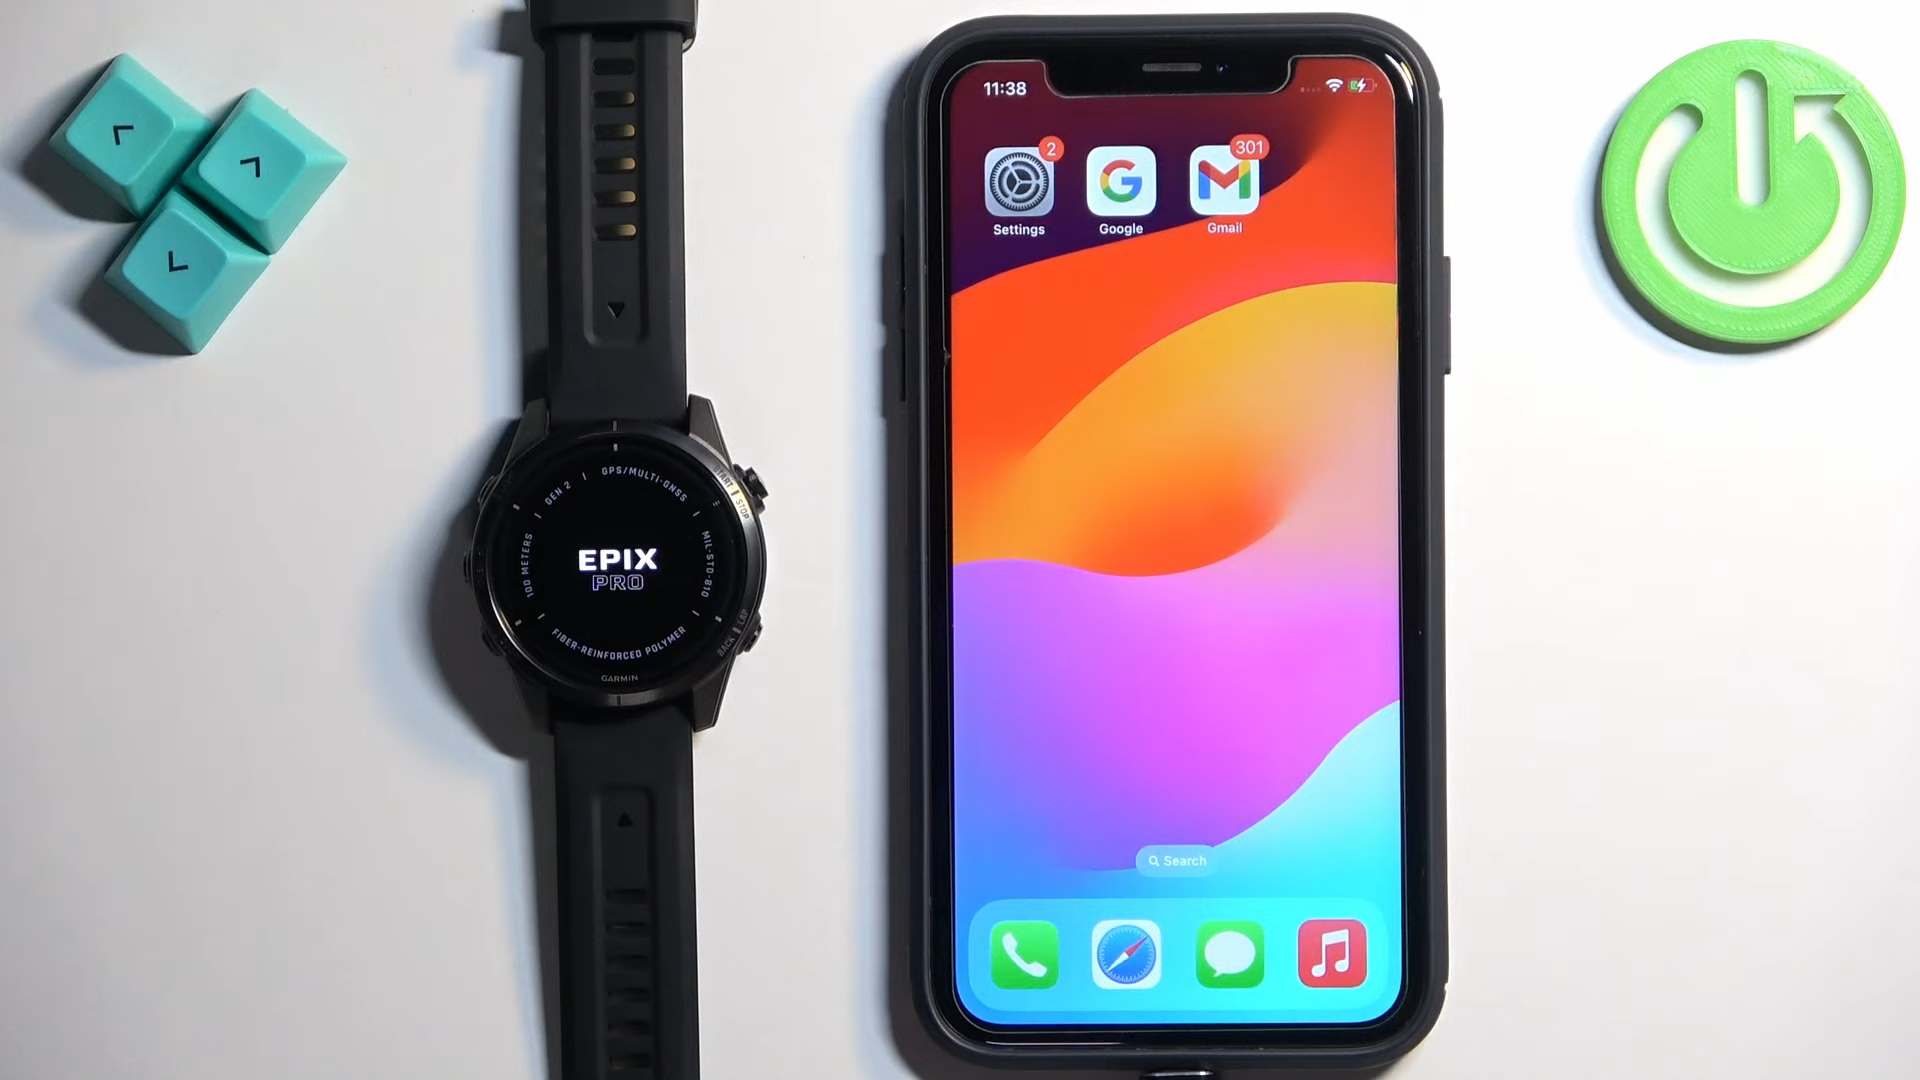 11:38
2
301
Settings
Google
Gmail
GPS/MULTI-GNSS
GEN 2
START
STOP
100 METERS
MIL-STD-810
EPIX
PRO
FIBER-REINFORCED POLYMER
BACK
LAP
GARMIN
Search